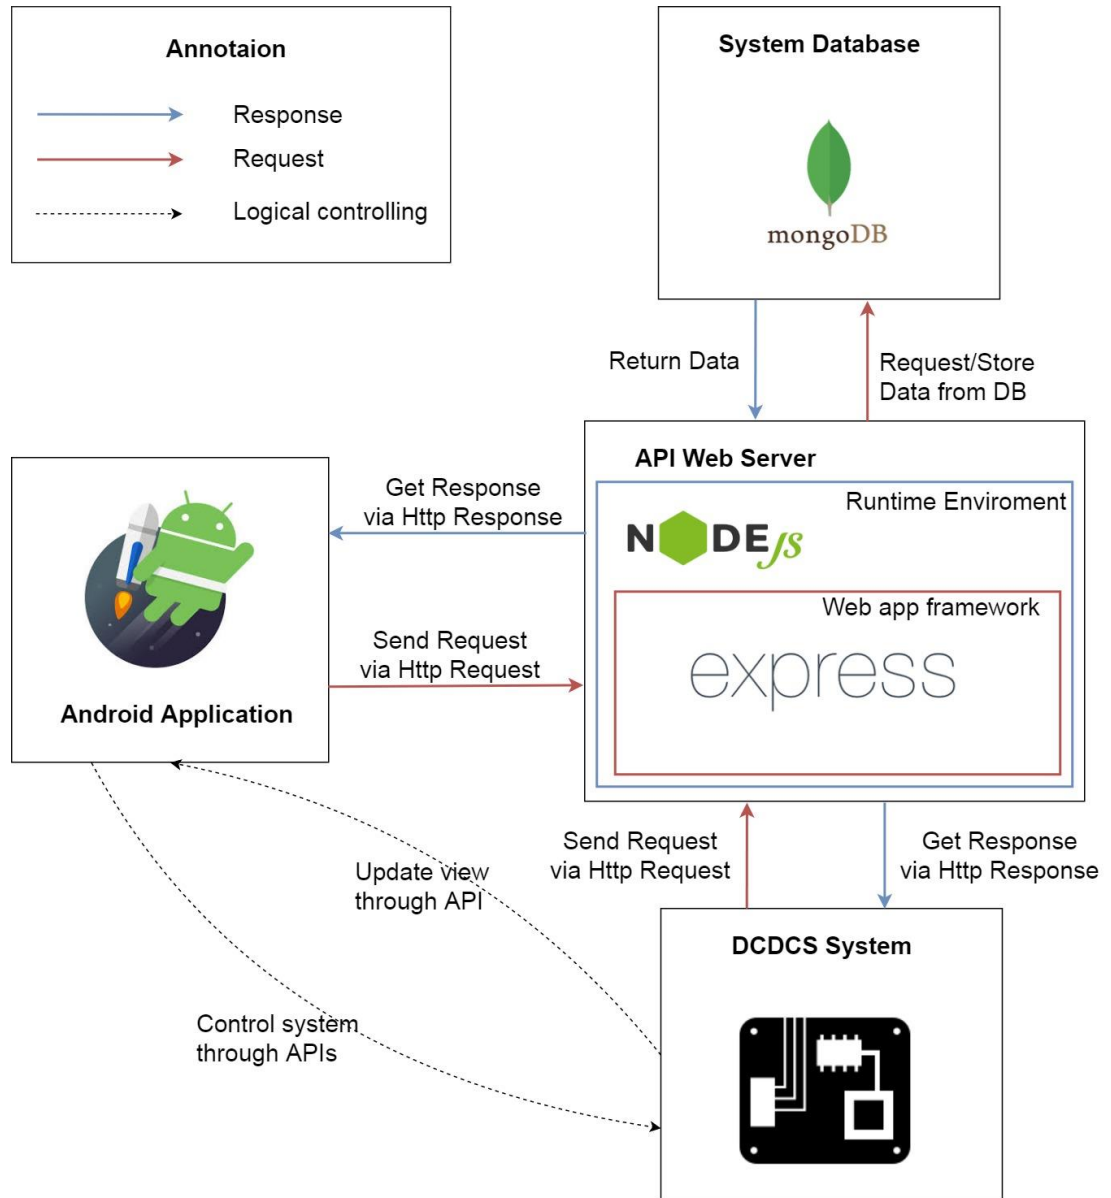 Annotaion
Response
Request
Logical controlling
System Database
mongoDB
Return Data
Request/Store
Data from DB
API Web Server
Runtime Enviroment
NODE JS
Web app framework
express
Get Response
via Http Response
Send Request
via Http Request
Android Application
Send Request
via Http Request
Get Response
via Http Response
Update view
through API
Control system
through APIs
DCDCS System